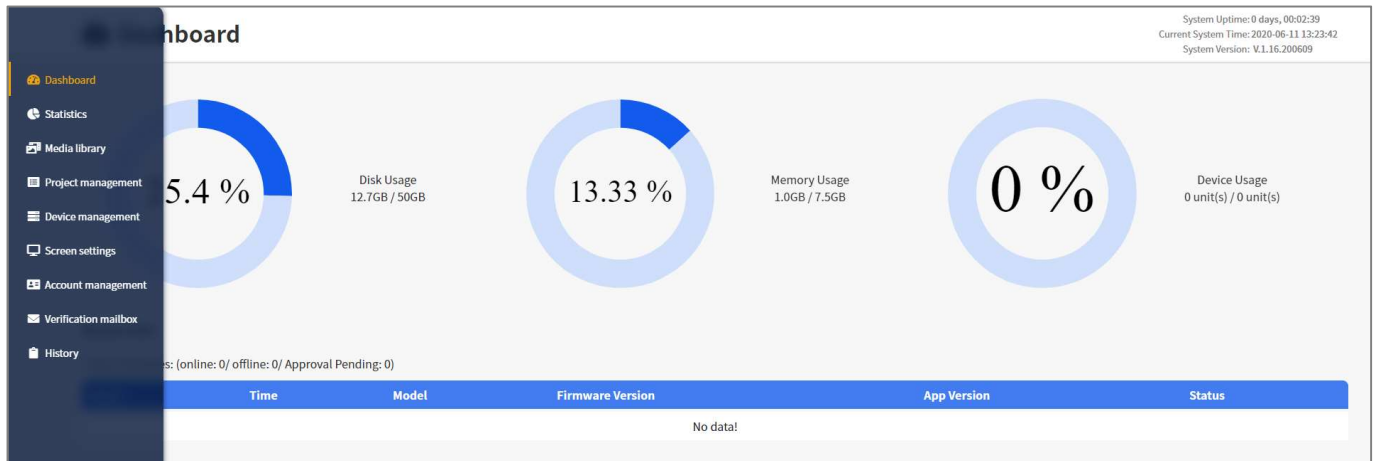 hboard
System Uptime: 0 days, 00:02:39
Current System Time: 2020-06-11 13:23:42
System Version: V.1.16.200609
Dashboard
Statistics
Media library
Project management
Device management
Screen settings
Account management
Verification mailbox
History
5.4 %
Disk Usage
12.7GB / 50GB
13.33 %
Memory Usage
1.0GB / 7.5GB
0 %
Device Usage
0 unit(s) / 0 unit(s)
s: (online: 0/ offline: 0/ Approval Pending: 0)
Time Model Firmware Version App Version Status
No data!